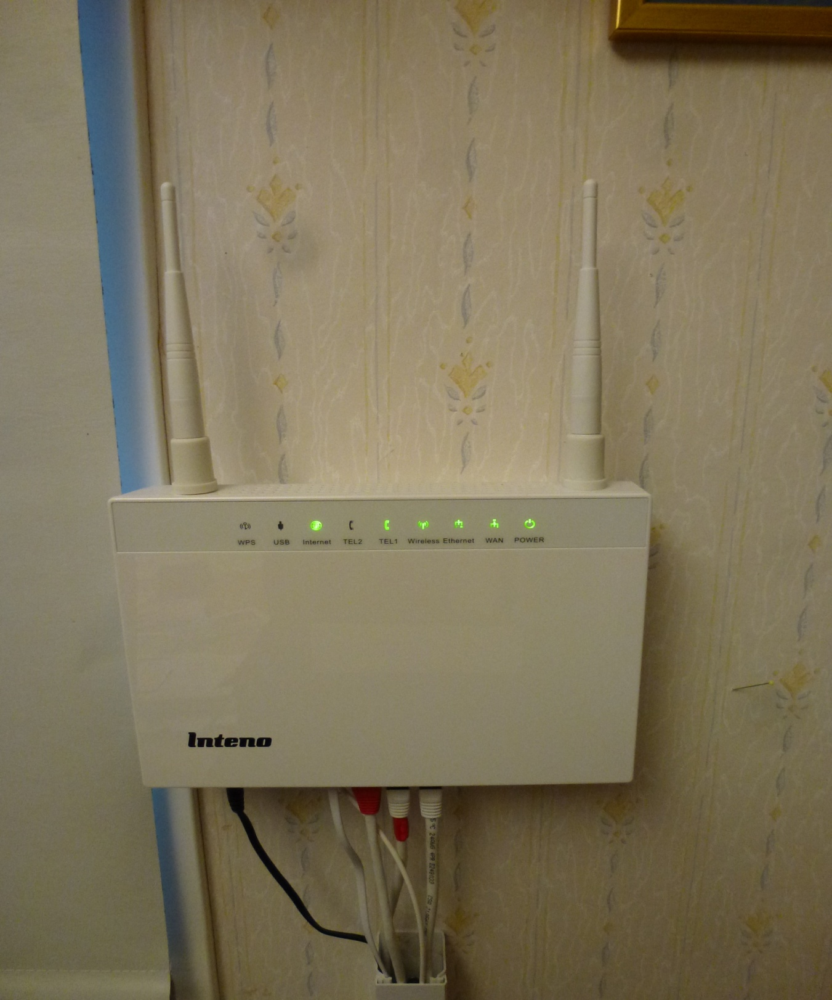 WPS USB Internet TEL2 TEL1 Wireless Ethernet WAN POWER
Inteno